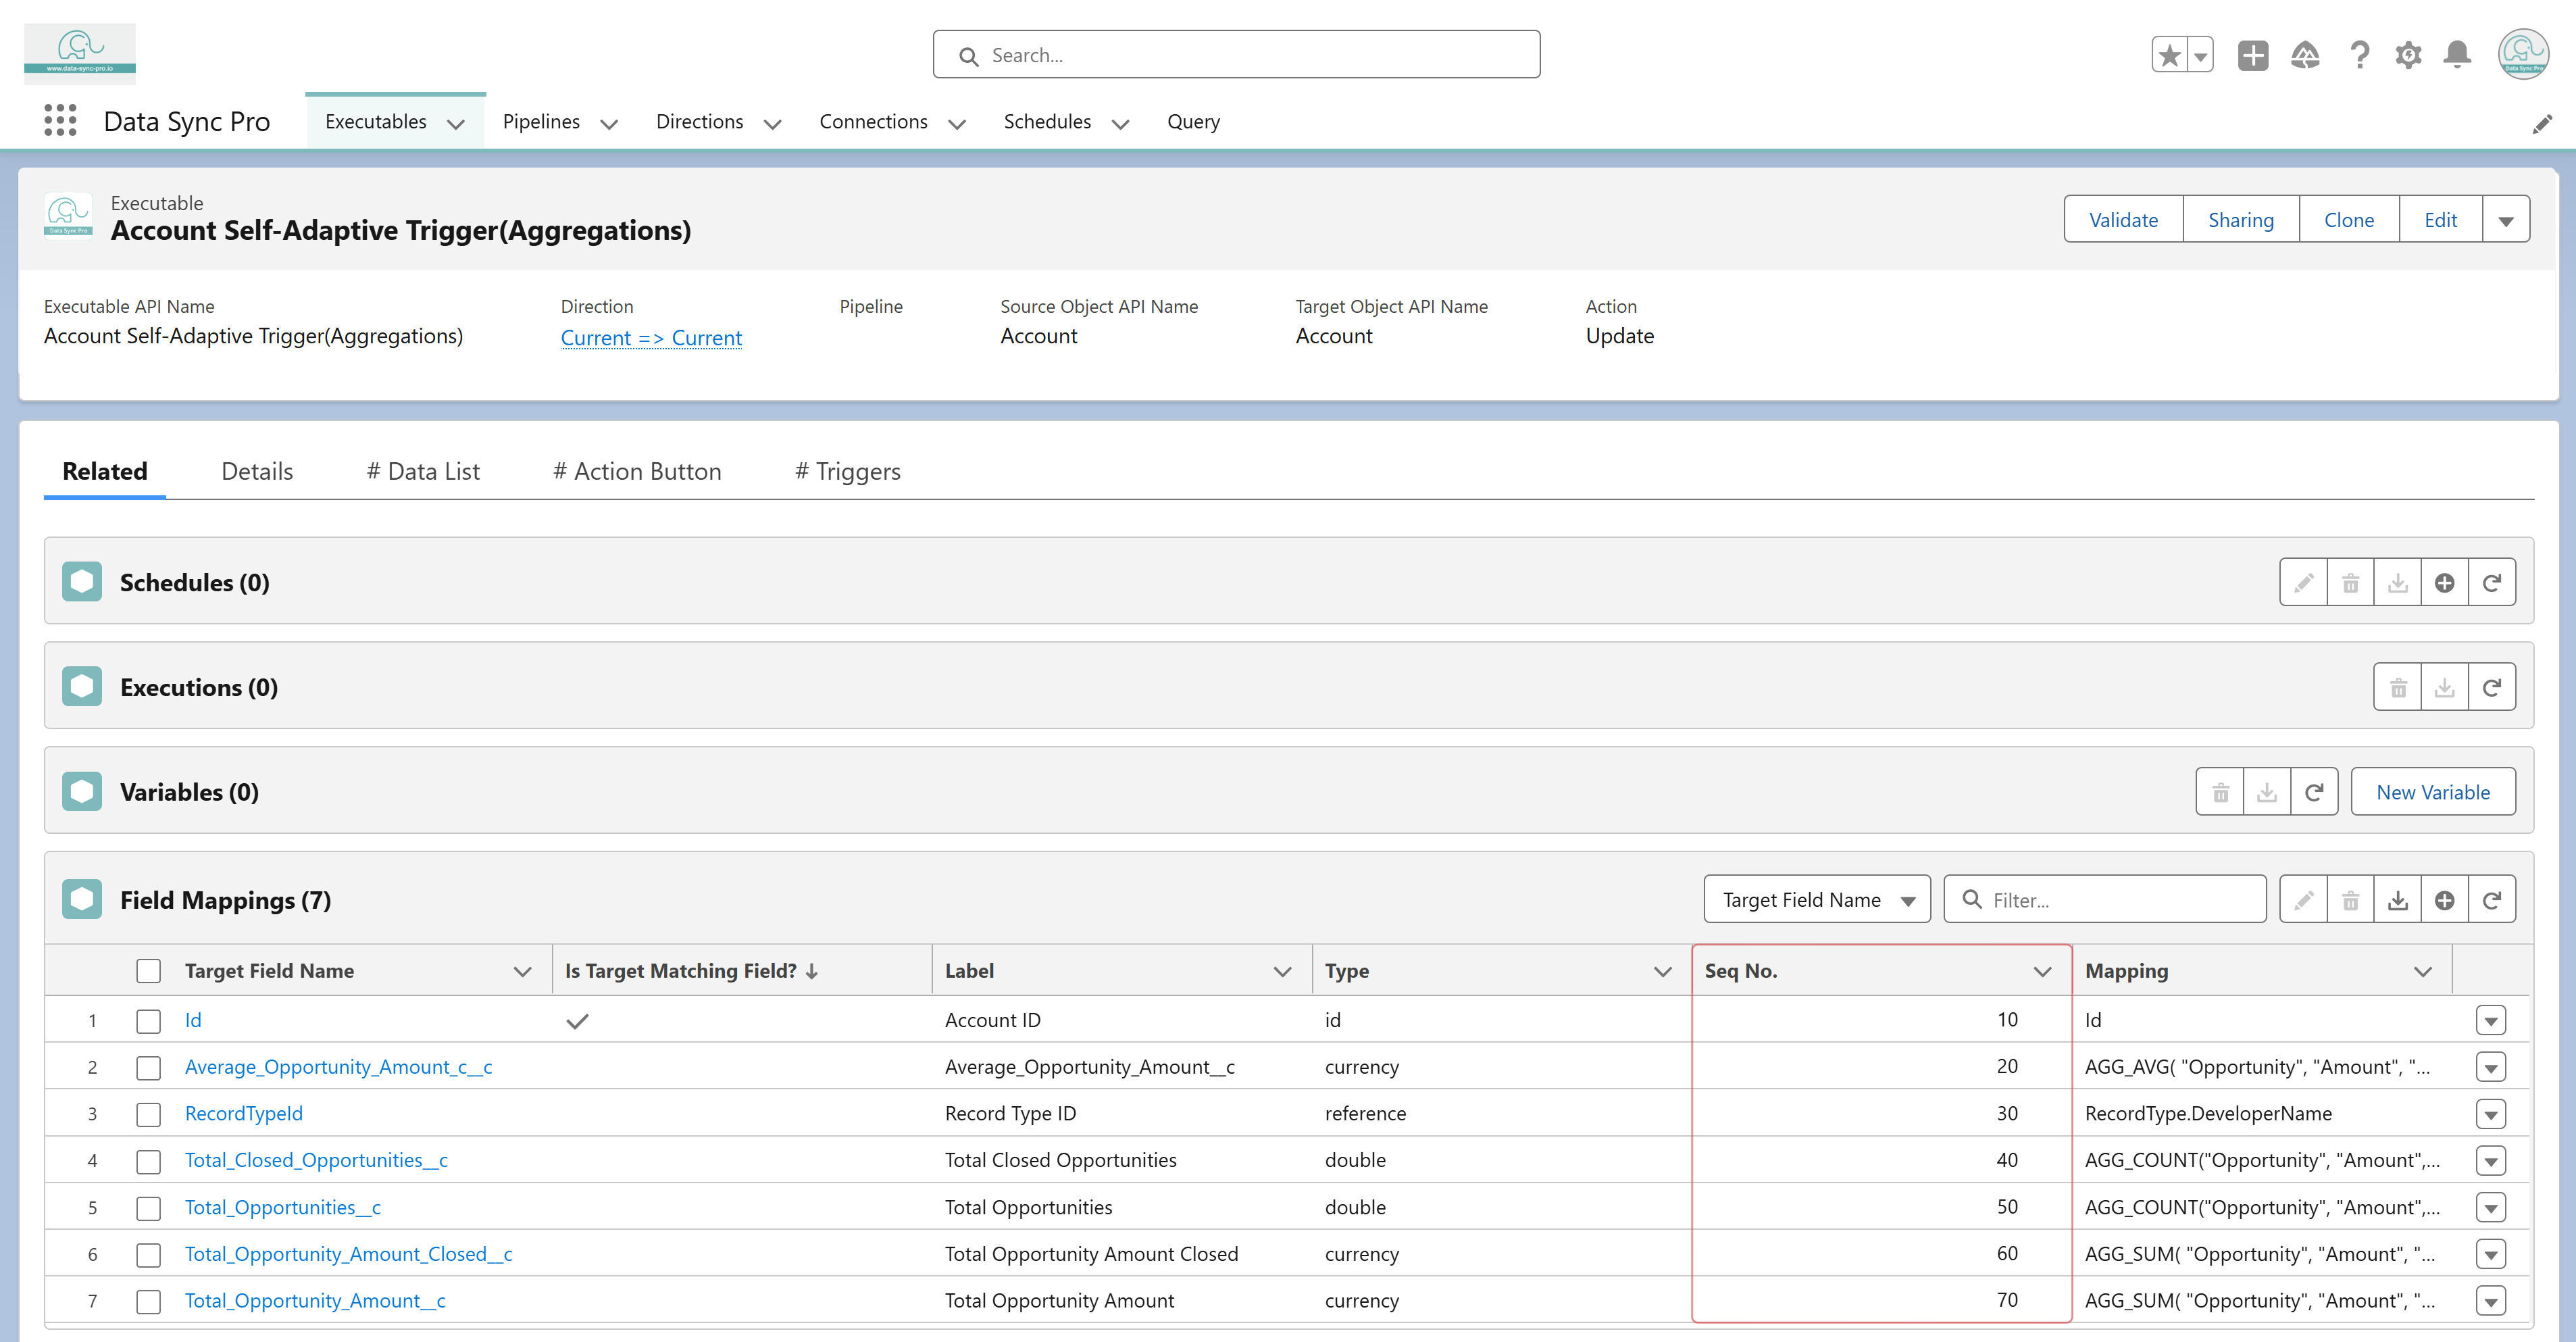 www.data-sync-pro.io
Search...
Data Sync Pro
Data Sync Pro Executables Pipelines Directions Connections Schedules Query
Data Sync Pro
Executable
Account Self-Adaptive Trigger(Aggregations)
Validate Sharing Clone Edit
Executable API Name Direction Pipeline Source Object API Name Target Object API Name Action
Account Self-Adaptive Trigger(Aggregations) Current => Current Account Account Update
Related Details # Data List # Action Button # Triggers
Schedules (0)
Executions (0)
Variables (0) New Variable
Field Mappings (7) Target Field Name Filter...
Target Field Name Is Target Matching Field? Label Type Seq No. Mapping
1 Id Account ID id 10 Id
2 Average_Opportunity_Amount_c__c Average_Opportunity_Amount__c currency 20 AGG_AVG( "Opportunity", "Amount", "...
3 RecordTypeId Record Type ID reference 30 RecordType.DeveloperName
4 Total_Closed_Opportunities__c Total Closed Opportunities double 40 AGG_COUNT("Opportunity", "Amount",...
5 Total_Opportunities__c Total Opportunities double 50 AGG_COUNT("Opportunity", "Amount",...
6 Total_Opportunity_Amount_Closed__c Total Opportunity Amount Closed currency 60 AGG_SUM( "Opportunity", "Amount", "...
7 Total_Opportunity_Amount__c Total Opportunity Amount currency 70 AGG_SUM( "Opportunity", "Amount", "...